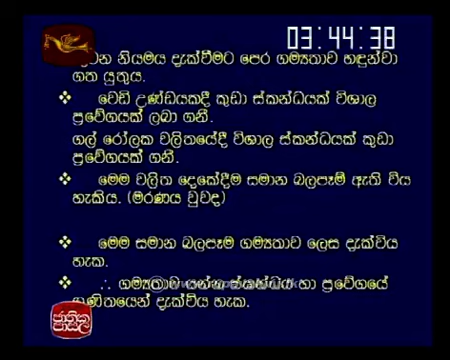 03:44:38
නියමය දැක්වීමට පෙර ගම්‍යතාව හඳුන්වා
ගත යුතුය.
❖ වෙඩි උණ්ඩයකදී කුඩා ස්කන්ධයක් විශාල
ප්‍රවේගයක් ලබා ගනී.
ගල් රෝලක චලිතයේදී විශාල ස්කන්ධයක් කුඩා
ප්‍රවේගයක් ගනී.
❖ මෙම චලිත දෙකේදීම සමාන බලපෑම් ඇති විය
හැකිය. (මරණය වුවද)
❖ මෙම සමාන බලපෑම ගම්‍යතාව ලෙස දැක්විය
හැක.
❖ ∴ ගම්‍යතාව යන්න ස්කන්ධය හා ප්‍රවේගයේ
ගුණිතයෙන් දැක්විය හැක.
ජාතික
පාසල